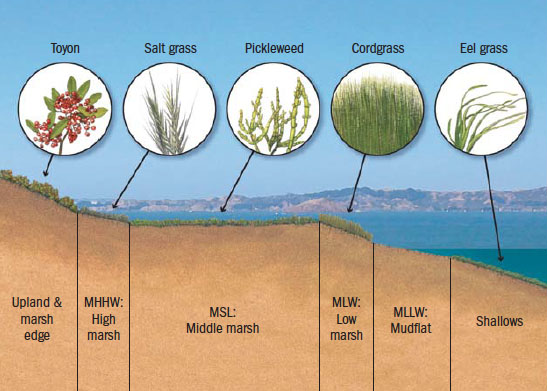 Toyon
Salt grass
Pickleweed
Cordgrass
Eel grass
Upland &
marsh
edge
MHHW:
High
marsh
MSL:
Middle marsh
MLW:
Low
marsh
MLLW:
Mudflat
Shallows